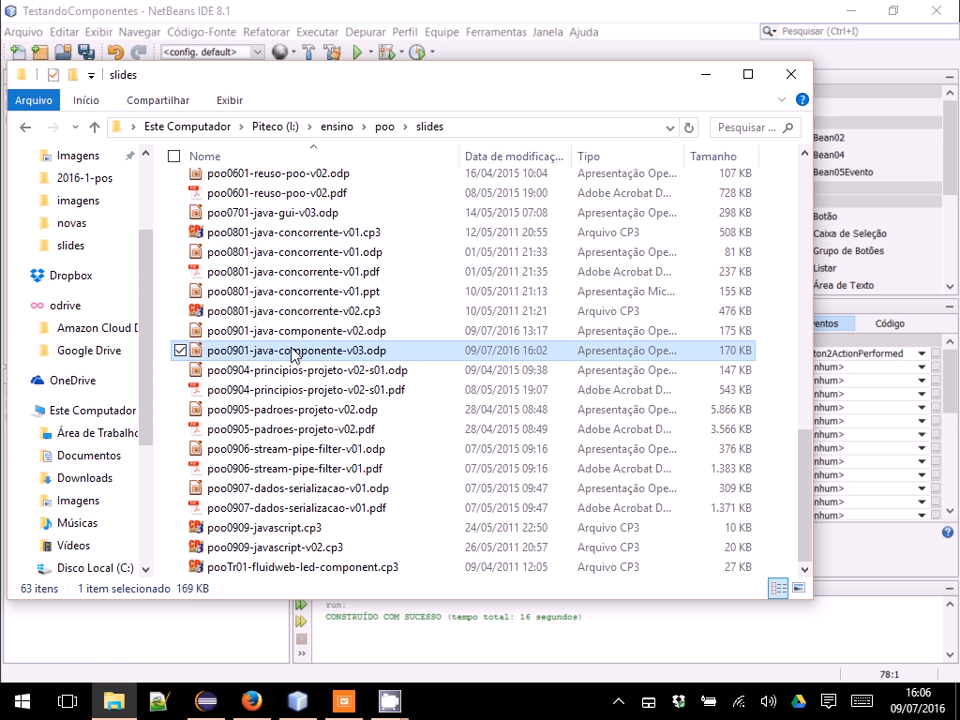 TestandoComponentes - NetBeans IDE 8.1
Arquivo Editar Exibir Navegar Código-Fonte Refatorar Executar Depurar Perfil Equipe Ferramentas Janela Ajuda
Pesquisar (Ctrl+I)
<config. default>
slides
Arquivo Início Compartilhar Exibir
Este Computador Piteco (I:) ensino poo slides
Pesquisar ...
Nome Data de modificaç... Tipo Tamanho
Imagens
2016-1-pos
imagens
novas
slides
Dropbox
odrive
Amazon Cloud D
Google Drive
OneDrive
Este Computador
Área de Trabalho
Documentos
Downloads
Imagens
Músicas
Vídeos
Disco Local (C:)
poo0601-reuso-poo-v02.odp 16/04/2015 10:04 Apresentação Ope... 107 KB
poo0601-reuso-poo-v02.pdf 08/05/2015 19:00 Adobe Acrobat D... 728 KB
poo0701-java-gui-v03.odp 14/05/2015 07:08 Apresentação Ope... 298 KB
poo0801-java-concorrente-v01.cp3 12/05/2011 20:55 Arquivo CP3 508 KB
poo0801-java-concorrente-v01.odp 01/05/2011 21:33 Apresentação Ope... 81 KB
poo0801-java-concorrente-v01.pdf 01/05/2011 21:35 Adobe Acrobat D... 237 KB
poo0801-java-concorrente-v01.ppt 10/05/2011 21:13 Apresentação Mic... 155 KB
poo0801-java-concorrente-v02.cp3 10/05/2011 21:21 Arquivo CP3 476 KB
poo0901-java-componente-v02.odp 09/07/2016 13:17 Apresentação Ope... 175 KB
poo0901-java-componente-v03.odp 09/07/2016 16:02 Apresentação Ope... 170 KB
poo0904-principios-projeto-v02-s01.odp 09/04/2015 09:38 Apresentação Ope... 147 KB
poo0904-principios-projeto-v02-s01.pdf 08/05/2015 19:07 Adobe Acrobat D... 543 KB
poo0905-padroes-projeto-v02.odp 28/04/2015 08:48 Apresentação Ope... 5.866 KB
poo0905-padroes-projeto-v02.pdf 28/04/2015 08:49 Adobe Acrobat D... 3.566 KB
poo0906-stream-pipe-filter-v01.odp 07/05/2015 09:16 Apresentação Ope... 376 KB
poo0906-stream-pipe-filter-v01.pdf 07/05/2015 09:16 Adobe Acrobat D... 1.383 KB
poo0907-dados-serializacao-v01.odp 07/05/2015 09:47 Apresentação Ope... 309 KB
poo0907-dados-serializacao-v01.pdf 07/05/2015 09:47 Adobe Acrobat D... 1.371 KB
poo0909-javascript.cp3 24/05/2011 22:50 Arquivo CP3 10 KB
poo0909-javascript-v02.cp3 26/05/2011 20:57 Arquivo CP3 20 KB
pooTr01-fluidweb-led-component.cp3 09/04/2011 12:05 Arquivo CP3 27 KB
63 itens 1 item selecionado 169 KB
Bean02
Bean04
Bean05Evento
Botão
Caixa de Seleção
Grupo de Botões
Listar
Área de Texto
entos Código
ton2ActionPerformed
nhum>
nhum>
nhum>
nhum>
nhum>
nhum>
nhum>
nhum>
nhum>
nhum>
nhum>
nhum>
run:
CONSTRUÍDO COM SUCESSO (tempo total: 16 segundos)
78:1
16:06
09/07/2016